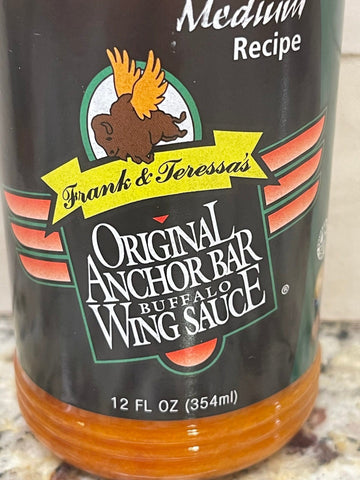 Medium
Recipe
Frank & Teressa's
ORIGINAL
ANCHOR BAR
BUFFALO
WING SAUCE ®
12 FL OZ (354ml)